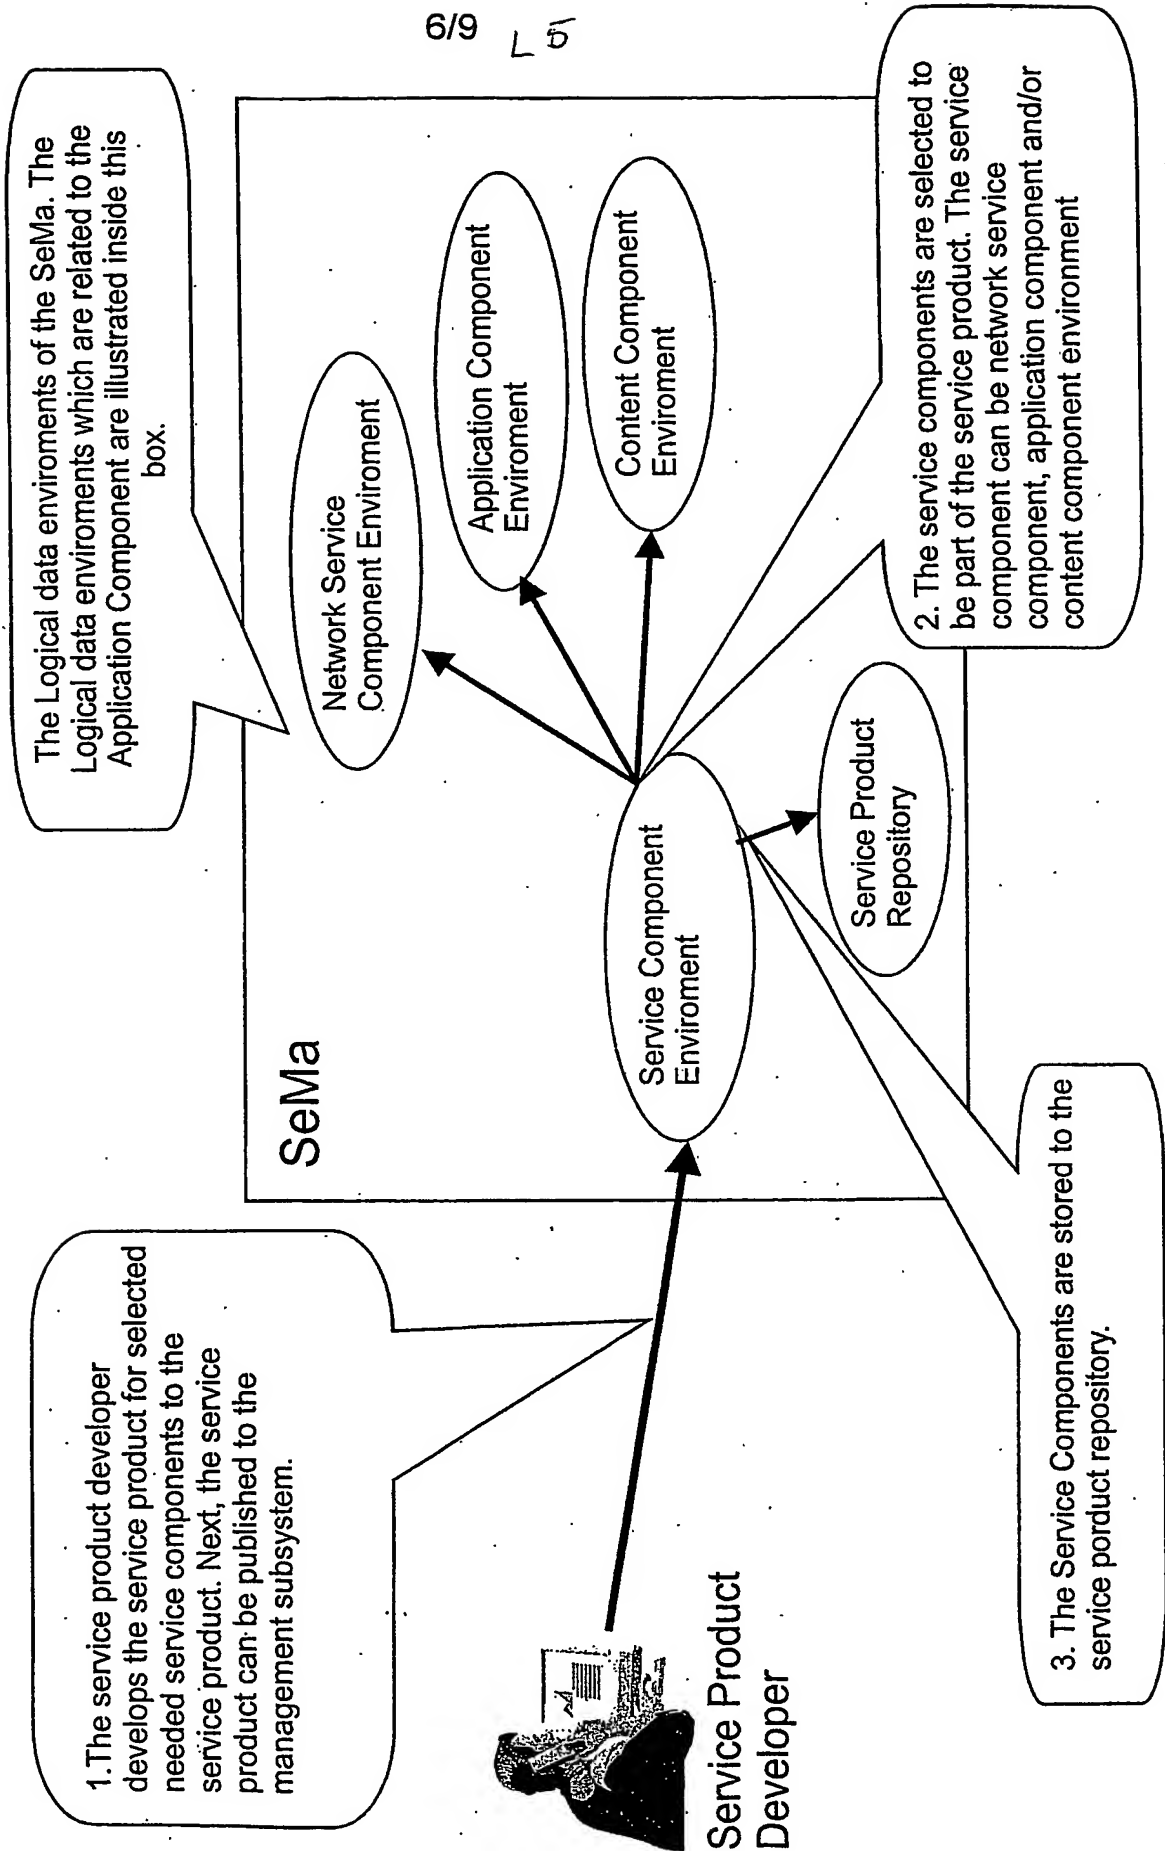 6/9
L5
The Logical data enviroments of the SeMa. The
Logical data enviroments which are related to the
Application Component are illustrated inside this
box.
1.The service product developer
develops the service product for selected
needed service components to the
service product. Next, the service
product can be published to the
management subsystem.
SeMa
Network Service
Component Enviroment
Application Component
Enviroment
Content Component
Enviroment
Service Component
Enviroment
Service Product
Repository
Service Product
Developer
2. The service components are selected to
be part of the service product. The service
component can be network service
component, application component and/or
content component environment
3. The Service Components are stored to the
service porduct repository.